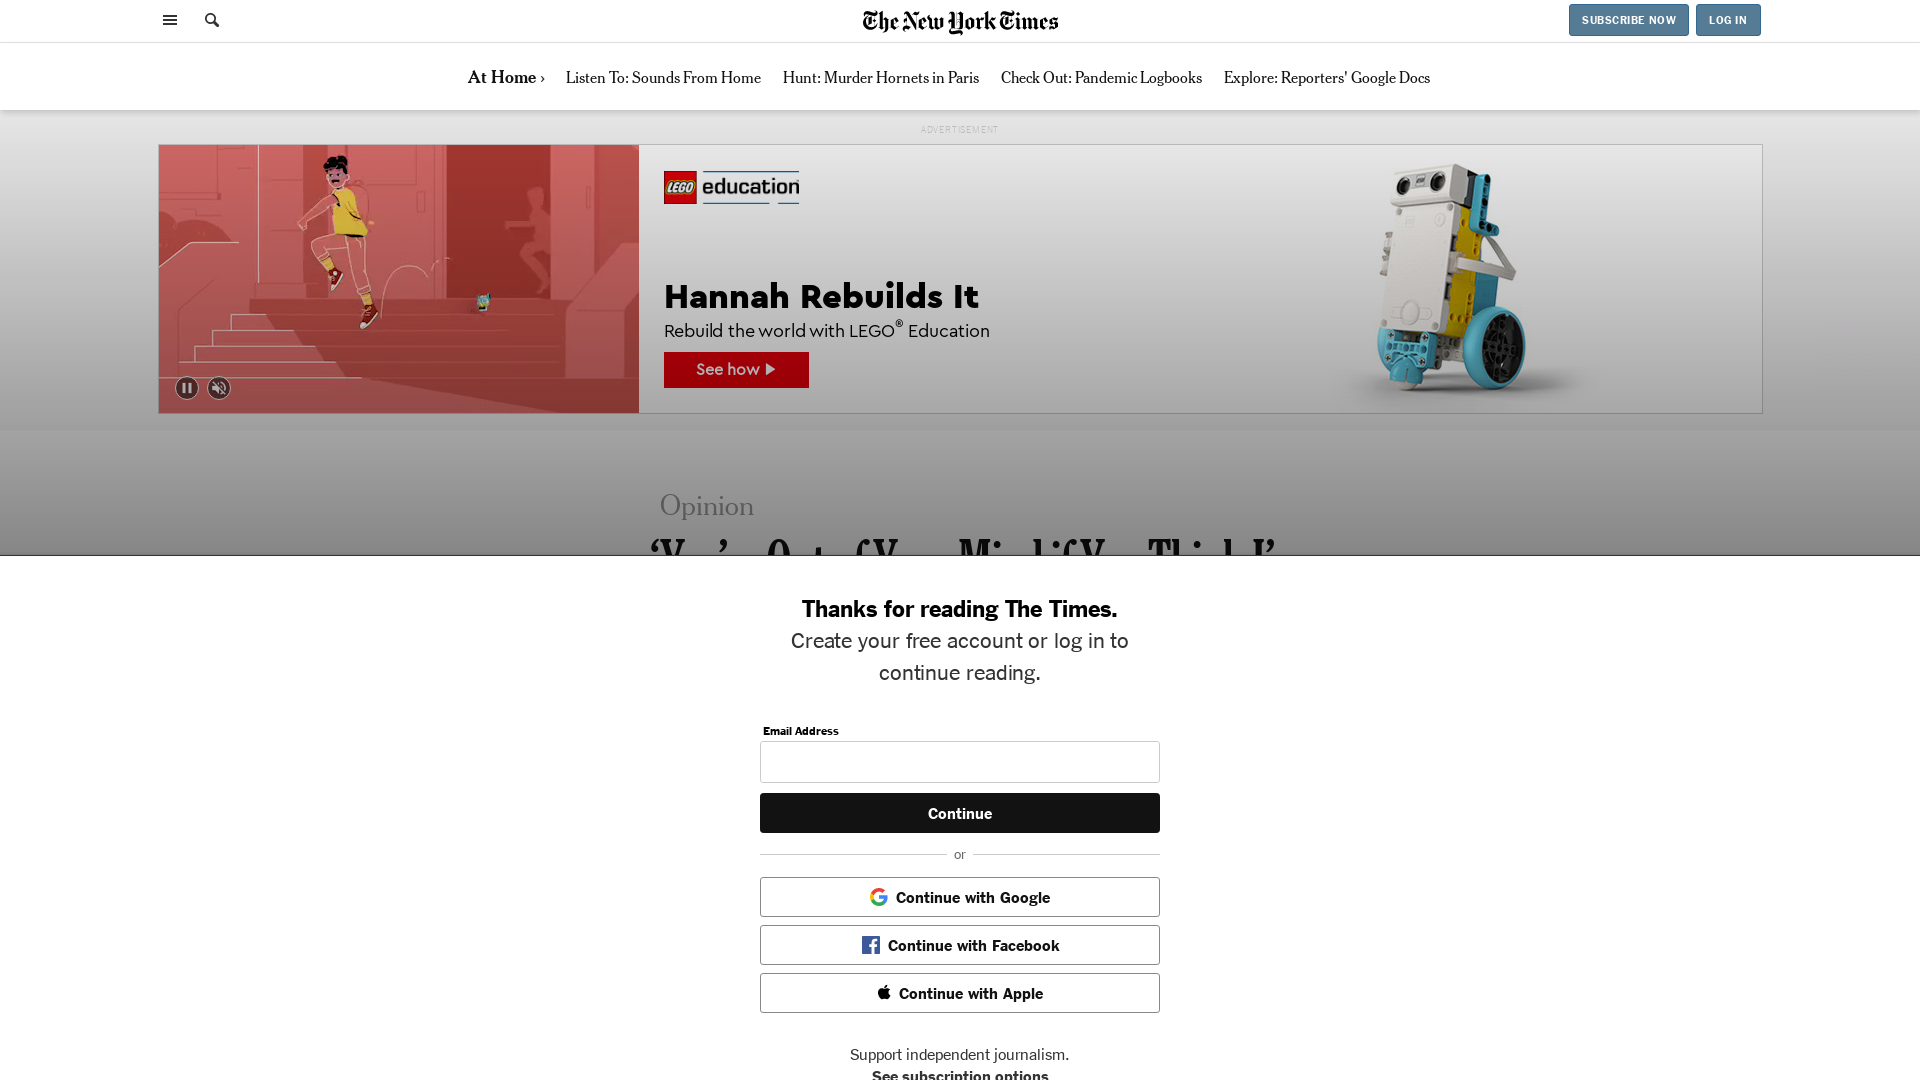 The New York Times
SUBSCRIBE NOW
LOG IN
At Home ›
Listen To: Sounds From Home
Hunt: Murder Hornets in Paris
Check Out: Pandemic Logbooks
Explore: Reporters' Google Docs
ADVERTISEMENT
LEGO education
Hannah Rebuilds It
Rebuild the world with LEGO® Education
See how
Opinion
Thanks for reading The Times.
Create your free account or log in to
continue reading.
Email Address
Continue
or
Continue with Google
Continue with Facebook
Continue with Apple
Support independent journalism.
See subscription options